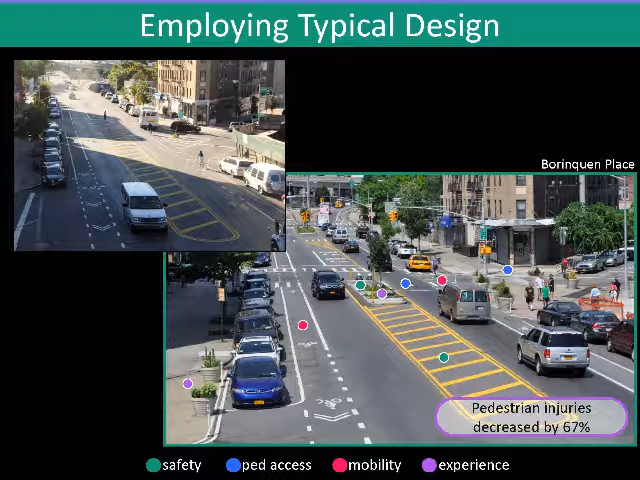 Employing Typical Design
Borinquen Place
Pedestrian injuries
decreased by 67%
safety
ped access
mobility
experience